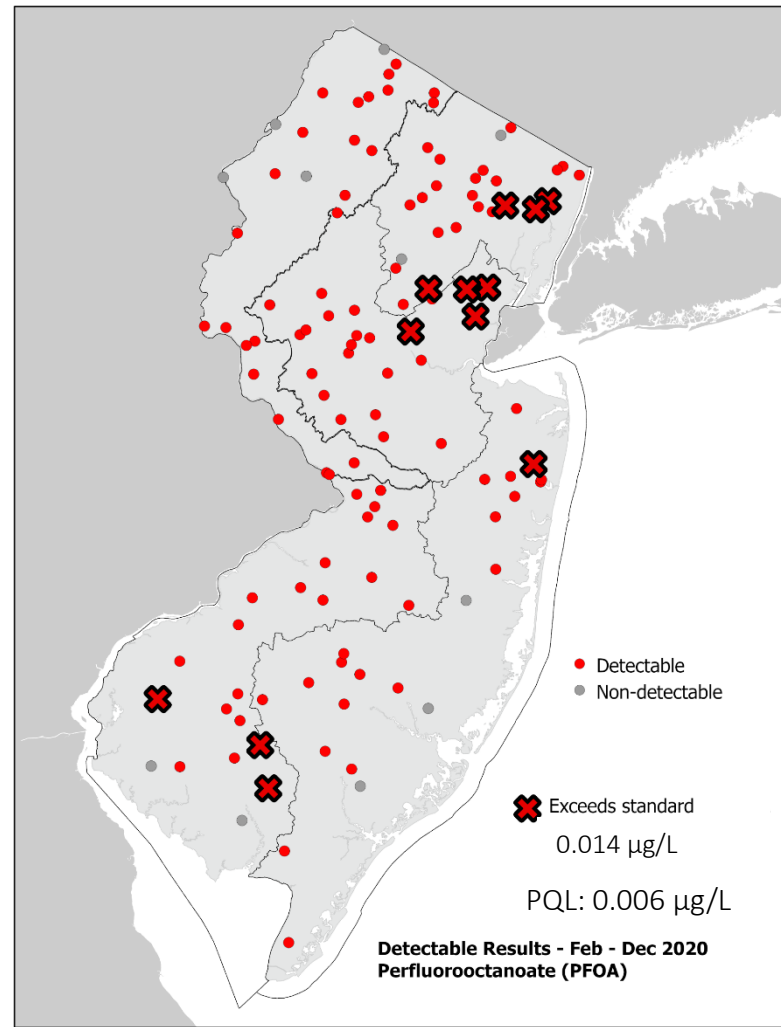 Detectable
Non-detectable
Exceeds standard
0.014 µg/L
PQL: 0.006 µg/L
Detectable Results - Feb - Dec 2020
Perfluorooctanoate (PFOA)